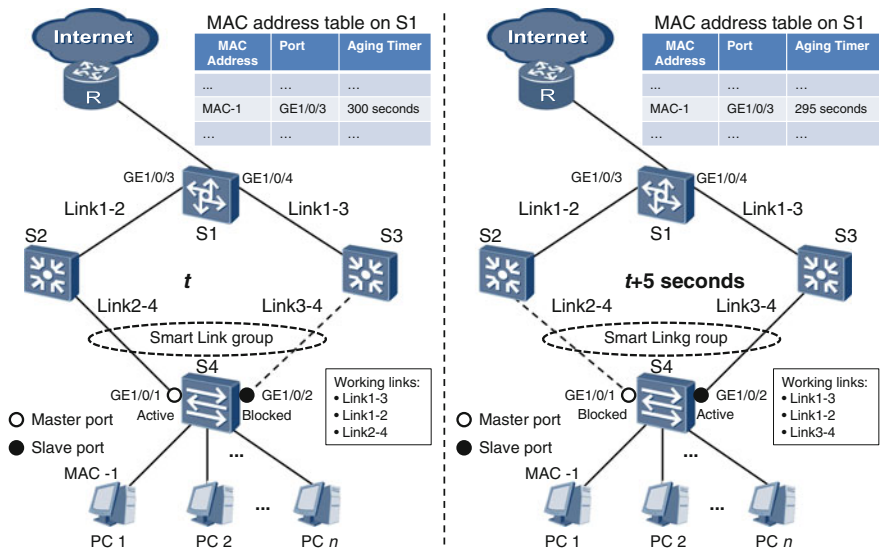 MAC address table on S1
Internet
MAC Address Port Aging Timer
... ... ...
MAC-1 GE1/0/3 300 seconds
... ... ...
R
GE1/0/3 GE1/0/4
Link1-2 Link1-3
S1
S2 S3
t
Link2-4 Link3-4
Smart Link group
S4
GE1/0/1 GE1/0/2
Active Blocked
Working links:
• Link1-3
• Link1-2
• Link2-4
Master port
Slave port
...
MAC -1
...
PC 1 PC 2 PC n
MAC address table on S1
Internet
MAC Address Port Aging Timer
... ... ...
MAC-1 GE1/0/3 295 seconds
... ... ...
R
GE1/0/3 GE1/0/4
Link1-2 Link1-3
S1
S2 S3
t+5 seconds
Link2-4 Link3-4
Smart Linkg roup
S4
GE1/0/1 GE1/0/2
Blocked Active
Working links:
• Link1-3
• Link1-2
• Link3-4
Master port
Slave port
...
MAC -1
...
PC 1 PC 2 PC n